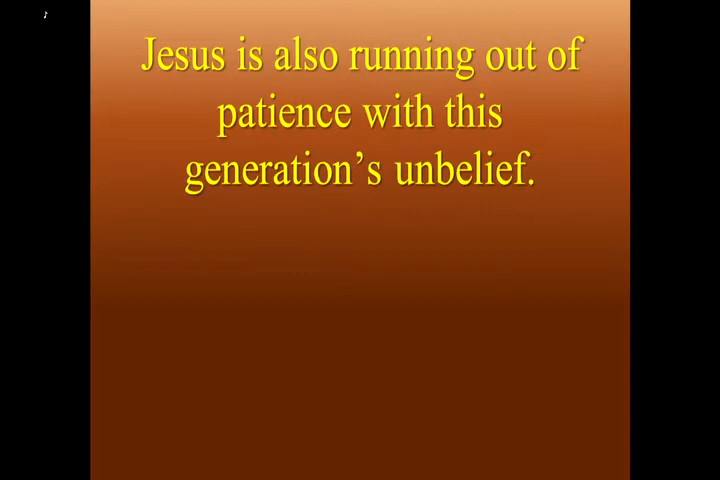 ♪
Jesus is also running out of
patience with this
generation’s unbelief.